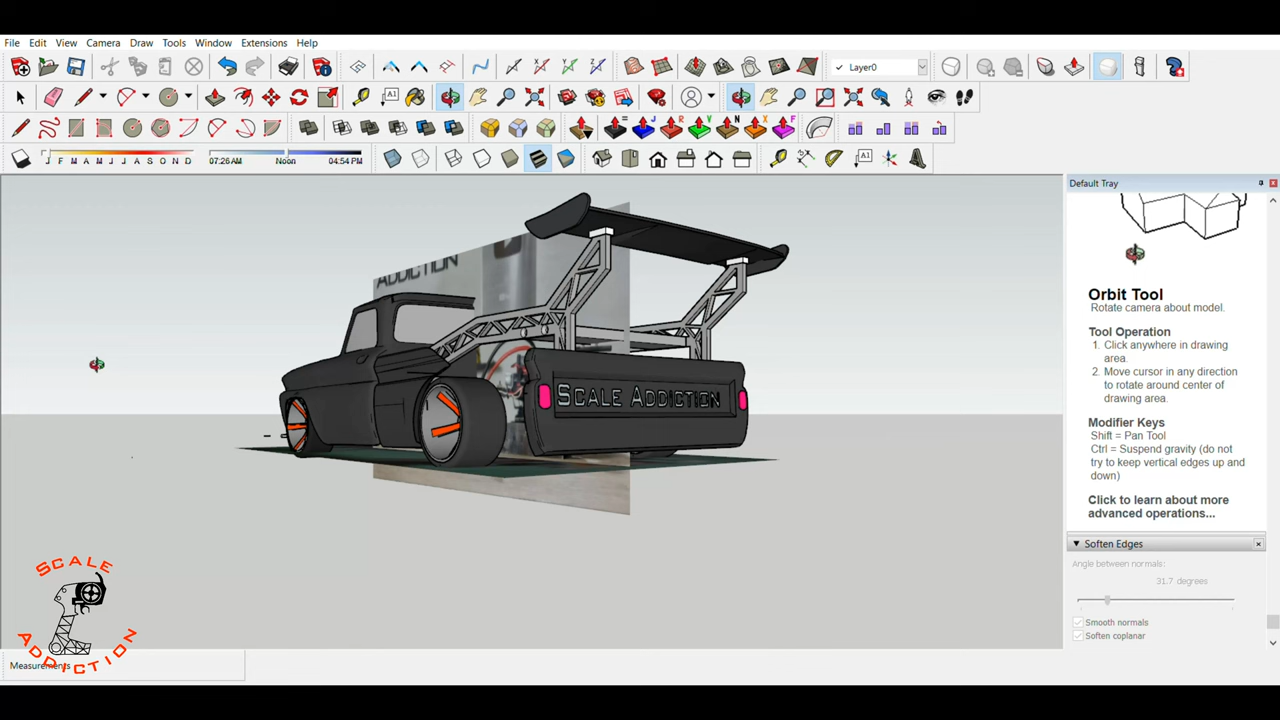 File Edit View Camera Draw Tools Window Extensions Help
Layer0
A1
J F M A M J J A S O N D 07:26 AM Noon 04:54 PM
A1
Default Tray
Orbit Tool
Rotate camera about model.
Tool Operation
1. Click anywhere in drawing
area.
2. Move cursor in any direction
to rotate around center of
drawing area.
Modifier Keys
Shift = Pan Tool
Ctrl = Suspend gravity (do not
try to keep vertical edges up and
down)
Click to learn about more
advanced operations...
Soften Edges
Angle between normals:
31.7 degrees
Smooth normals
Soften coplanar
ADDICTION
SCALE ADDICTION
SCALE
ADDICTION
Measurements